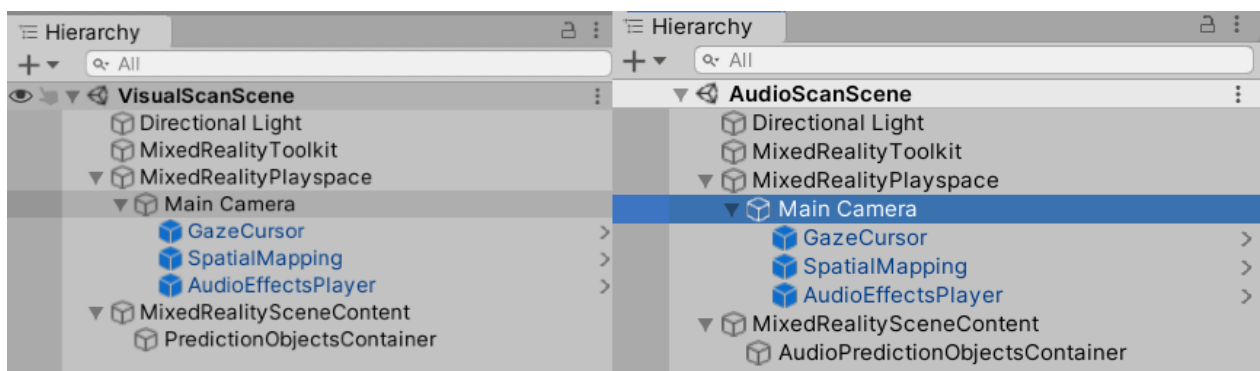 Hierarchy
All
VisualScanScene
Directional Light
MixedRealityToolkit
MixedRealityPlayspace
Main Camera
GazeCursor
SpatialMapping
AudioEffectsPlayer
MixedRealitySceneContent
PredictionObjectsContainer
Hierarchy
All
AudioScanScene
Directional Light
MixedRealityToolkit
MixedRealityPlayspace
Main Camera
GazeCursor
SpatialMapping
AudioEffectsPlayer
MixedRealitySceneContent
AudioPredictionObjectsContainer